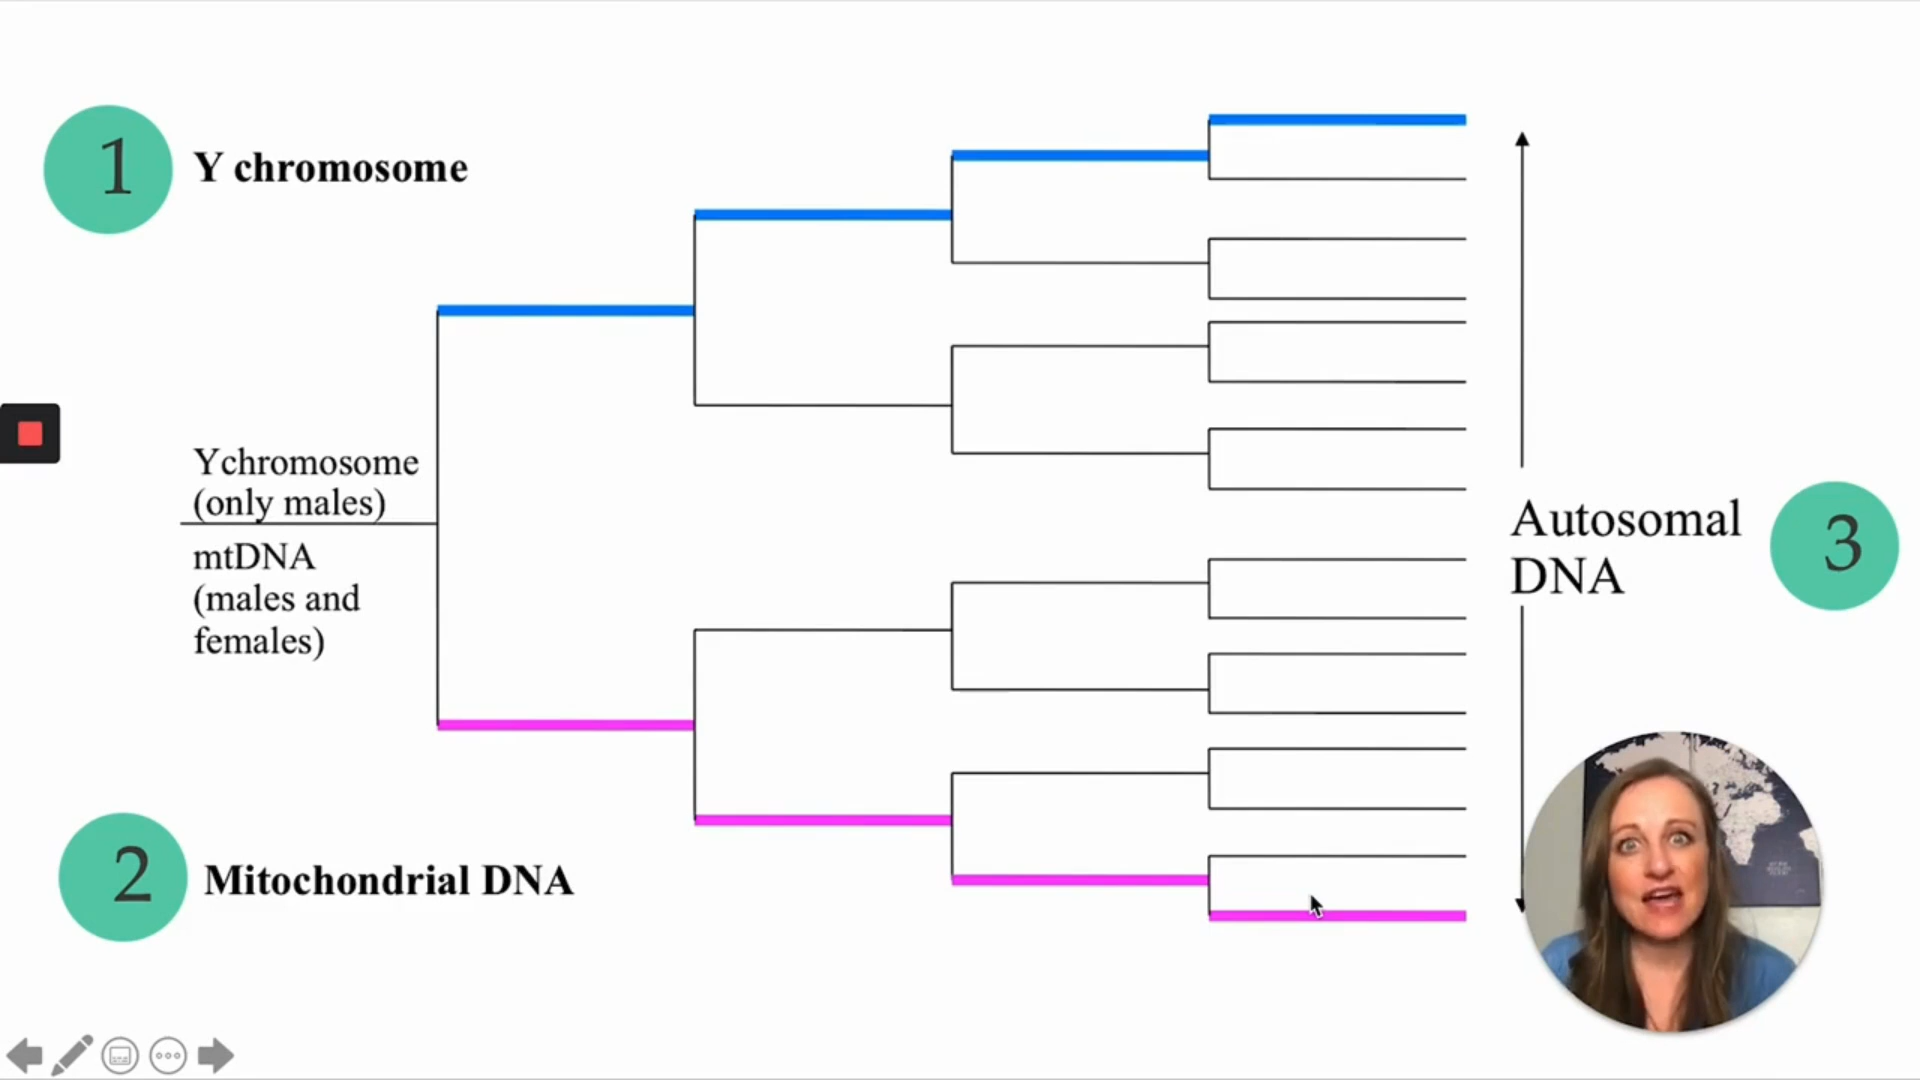 1
Y chromosome
Ychromosome
(only males)
mtDNA
(males and
females)
2
Mitochondrial DNA
Autosomal
DNA
3